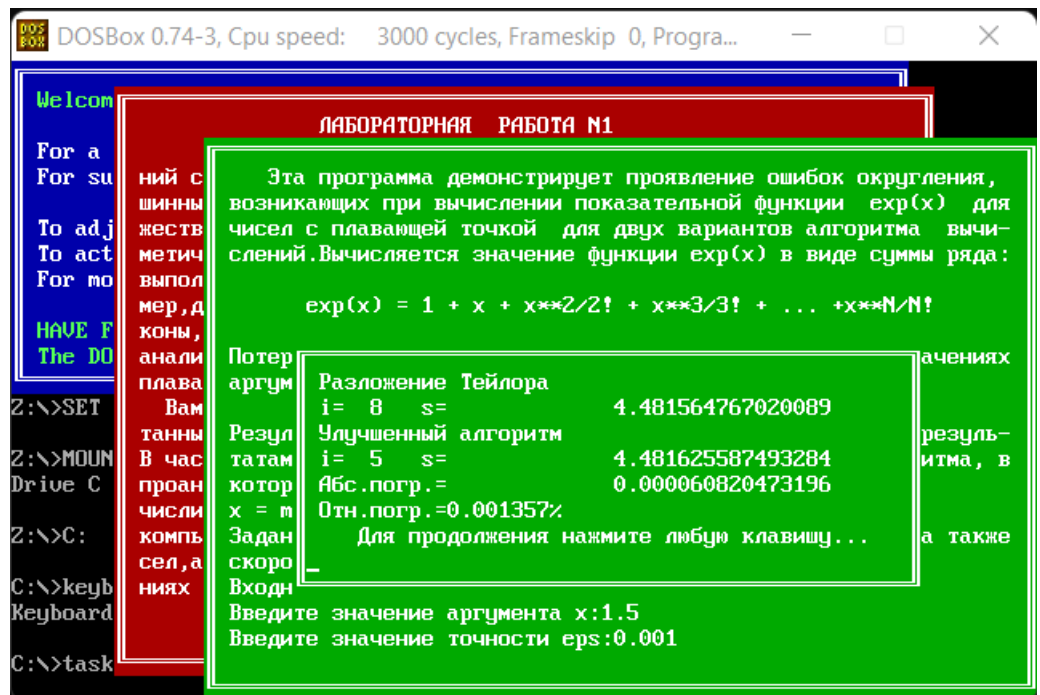 DOSBox 0.74-3, Cpu speed: 3000 cycles, Frameskip 0, Progra...
Welcom
For a
For su
To adj
To act
For mo
HAVE F
The DO
Z:\>SET
Z:\>MOUN
Drive C
Z:\>C:
C:\>keyb
Keyboard
C:\>task
ЛАБОРАТОРНАЯ РАБОТА N1
ний с
шинны
жеств
метич
выпол
мер,д
коны,
анали
плава
Вам
танны
В час
проан
числи
x = m
компь
сел,а
ниях
Эта программа демонстрирует проявление ошибок округления,
возникающих при вычислении показательной функции exp(x) для
чисел с плавающей точкой для двух вариантов алгоритма вычи-
слений.Вычисляется значение функции exp(x) в виде суммы ряда:
exp(x) = 1 + x + x**2/2! + x**3/3! + ... +x**N/N!
Потер ачениях
аргум
Резул резуль-
татам итма, в
котор
Задан а также
скоро
Входн
Введите значение аргумента x:1.5
Введите значение точности eps:0.001
Разложение Тейлора
i= 8 s= 4.481564767020089
Улучшенный алгоритм
i= 5 s= 4.481625587493284
Абс.погр.= 0.000060820473196
Отн.погр.=0.001357%
Для продолжения нажмите любую клавишу...
_